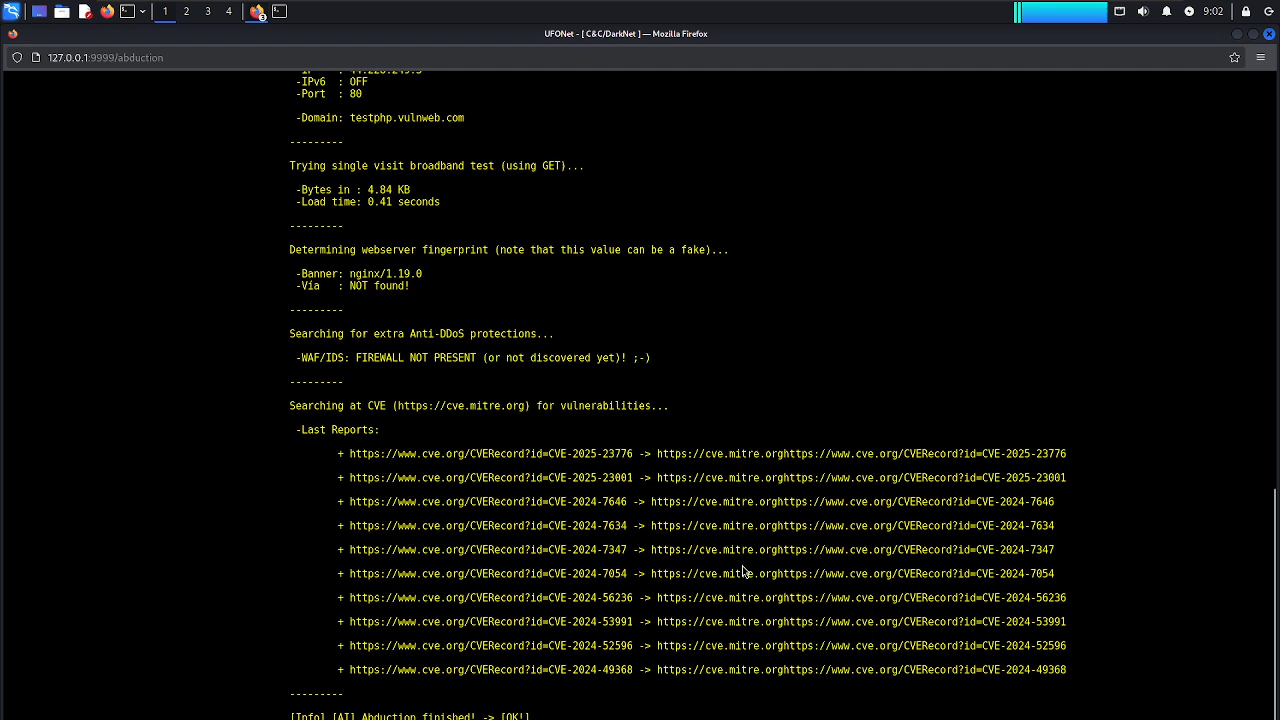 1 2 3 4 3 9:02
UFONet - [ C&C/DarkNet ] — Mozilla Firefox
127.0.0.1:9999/abduction
-IPv6 : OFF
-Port : 80
-Domain: testphp.vulnweb.com
---------
Trying single visit broadband test (using GET)...
-Bytes in : 4.84 KB
-Load time: 0.41 seconds
---------
Determining webserver fingerprint (note that this value can be a fake)...
-Banner: nginx/1.19.0
-Vía : NOT found!
---------
Searching for extra Anti-DDoS protections...
-WAF/IDS: FIREWALL NOT PRESENT (or not discovered yet)! ;-)
---------
Searching at CVE (https://cve.mitre.org) for vulnerabilities...
-Last Reports:
+ https://www.cve.org/CVERecord?id=CVE-2025-23776 -> https://cve.mitre.orghttps://www.cve.org/CVERecord?id=CVE-2025-23776
+ https://www.cve.org/CVERecord?id=CVE-2025-23001 -> https://cve.mitre.orghttps://www.cve.org/CVERecord?id=CVE-2025-23001
+ https://www.cve.org/CVERecord?id=CVE-2024-7646 -> https://cve.mitre.orghttps://www.cve.org/CVERecord?id=CVE-2024-7646
+ https://www.cve.org/CVERecord?id=CVE-2024-7634 -> https://cve.mitre.orghttps://www.cve.org/CVERecord?id=CVE-2024-7634
+ https://www.cve.org/CVERecord?id=CVE-2024-7347 -> https://cve.mitre.orghttps://www.cve.org/CVERecord?id=CVE-2024-7347
+ https://www.cve.org/CVERecord?id=CVE-2024-7054 -> https://cve.mitre.orghttps://www.cve.org/CVERecord?id=CVE-2024-7054
+ https://www.cve.org/CVERecord?id=CVE-2024-56236 -> https://cve.mitre.orghttps://www.cve.org/CVERecord?id=CVE-2024-56236
+ https://www.cve.org/CVERecord?id=CVE-2024-53991 -> https://cve.mitre.orghttps://www.cve.org/CVERecord?id=CVE-2024-53991
+ https://www.cve.org/CVERecord?id=CVE-2024-52596 -> https://cve.mitre.orghttps://www.cve.org/CVERecord?id=CVE-2024-52596
+ https://www.cve.org/CVERecord?id=CVE-2024-49368 -> https://cve.mitre.orghttps://www.cve.org/CVERecord?id=CVE-2024-49368
---------
[Info] [AI] Abduction finished! -> [OK!]